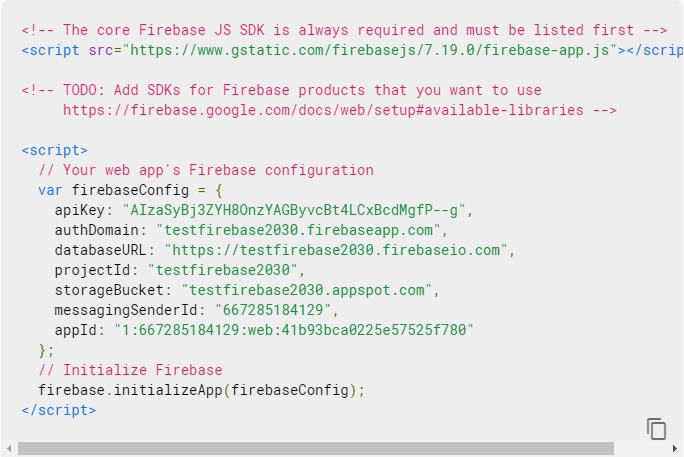 <!-- The core Firebase JS SDK is always required and must be listed first -->
<script src="https://www.gstatic.com/firebasejs/7.19.0/firebase-app.js"></scrip
<!-- TODO: Add SDKs for Firebase products that you want to use
https://firebase.google.com/docs/web/setup#available-libraries -->
<script>
// Your web app's Firebase configuration
var firebaseConfig = {
apiKey: "AIzaSyBj3ZYH8OnzYAGByvcBt4LCxBcdMgfP--g",
authDomain: "testfirebase2030.firebaseapp.com",
databaseURL: "https://testfirebase2030.firebaseio.com",
projectId: "testfirebase2030",
storageBucket: "testfirebase2030.appspot.com",
messagingSenderId: "667285184129",
appId: "1:667285184129:web:41b93bca0225e57525f780"
};
// Initialize Firebase
firebase.initializeApp(firebaseConfig);
</script>